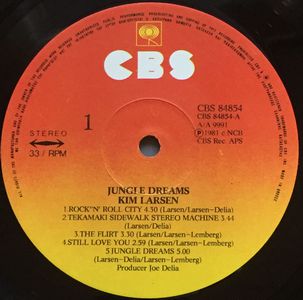 CBS
STEREO
33/RPM
1
CBS 84854
CBS 84854-A
A/A 9991
℗ 1981 c NCB
CBS Rec. APS
JUNGLE DREAMS
KIM LARSEN
1.ROCK"N' ROLL CITY 4.30 (Larsen/Larsen-Delia)
2.TEKAMAKI SIDEWALK STEREO MACHINE 3.44
(Larsen/Delia)
3.THE FLIRT 3.30 (Larsen/Larsen-Lemberg)
4.STILL LOVE YOU 2.59 (Larsen/Larsen-Lemberg)
5.JUNGLE DREAMS 5.00
(Larsen-Delia/Larsen-Lemberg)
Producer Joe Delia